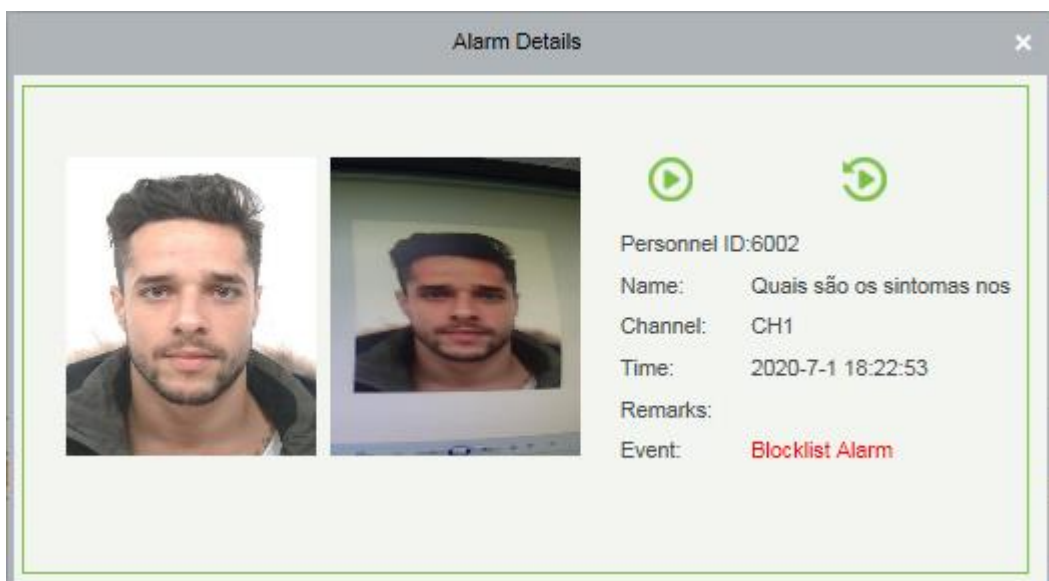 Alarm Details
Personnel ID:6002
Name: Quais são os sintomas nos
Channel: CH1
Time: 2020-7-1 18:22:53
Remarks:
Event: Blocklist Alarm